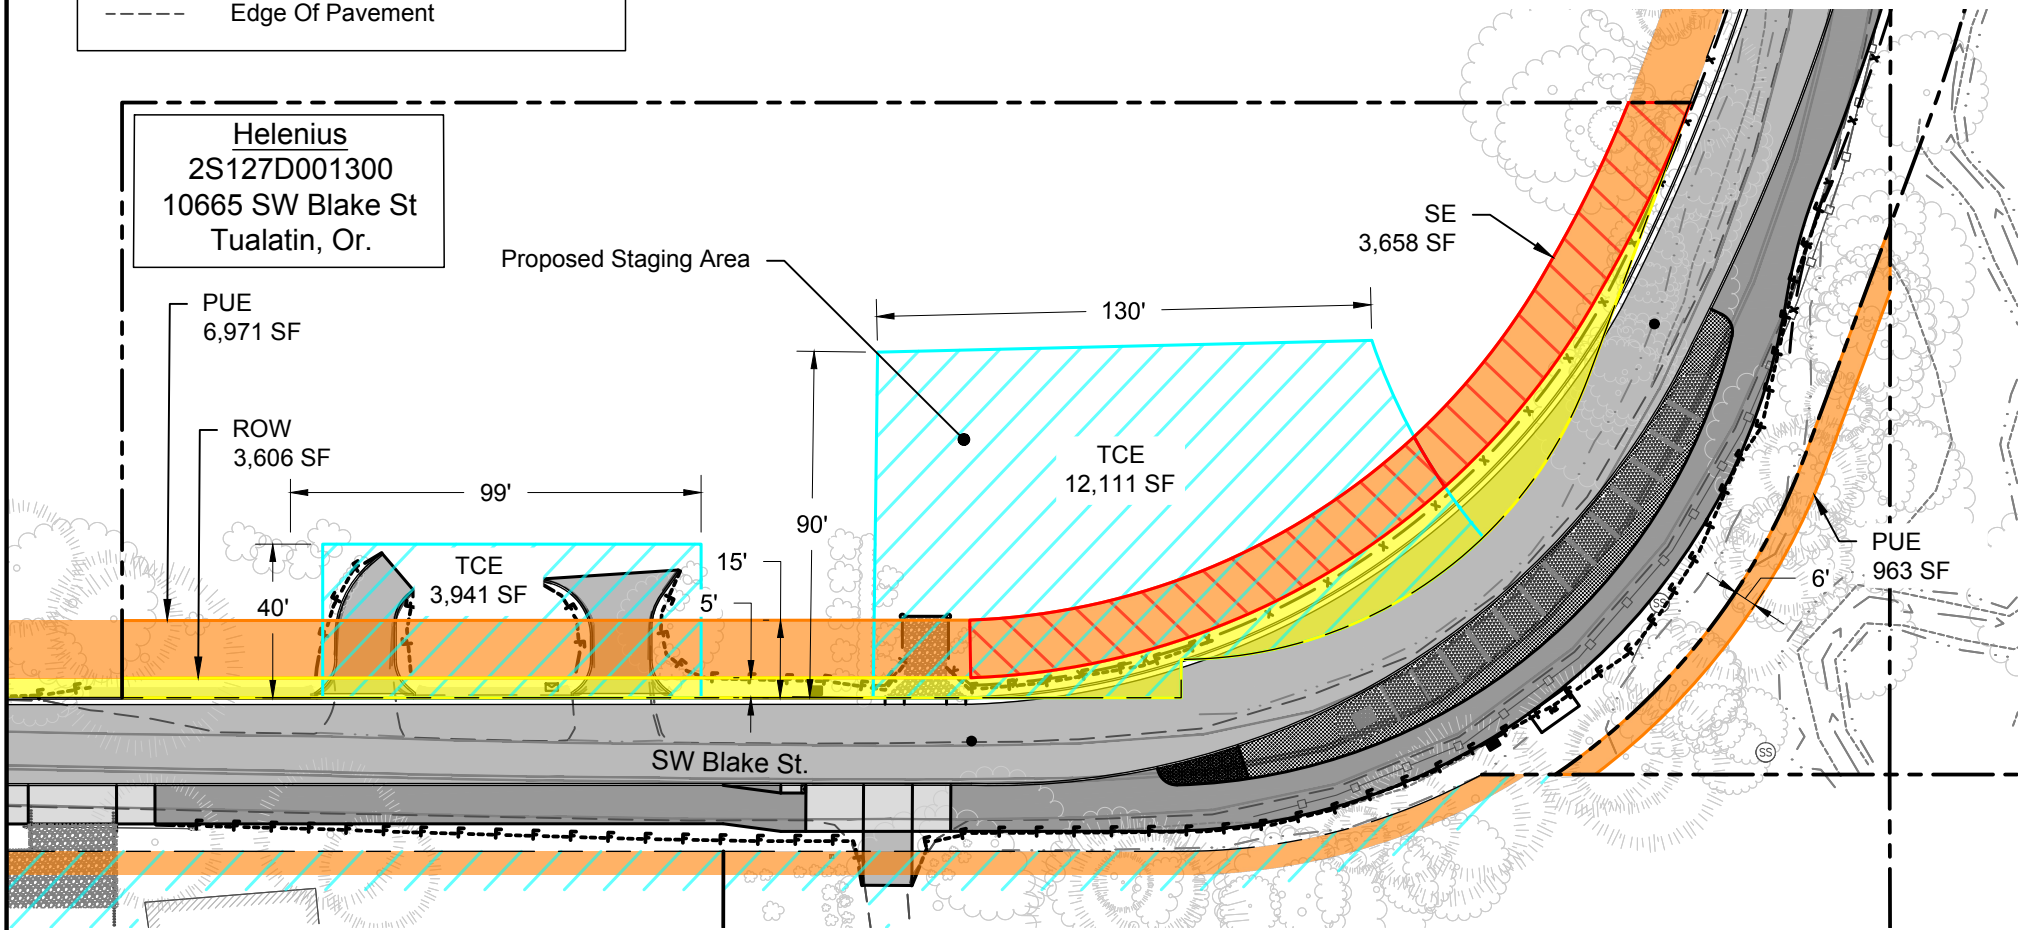 Edge Of Pavement
Helenius
2S127D001300
10665 SW Blake St
Tualatin, Or.
PUE
6,971 SF
ROW
3,606 SF
Proposed Staging Area
SE
3,658 SF
130'
99'
90'
TCE
12,111 SF
TCE
3,941 SF
40'
15'
5'
PUE
963 SF
6'
SW Blake St.
SS
SS